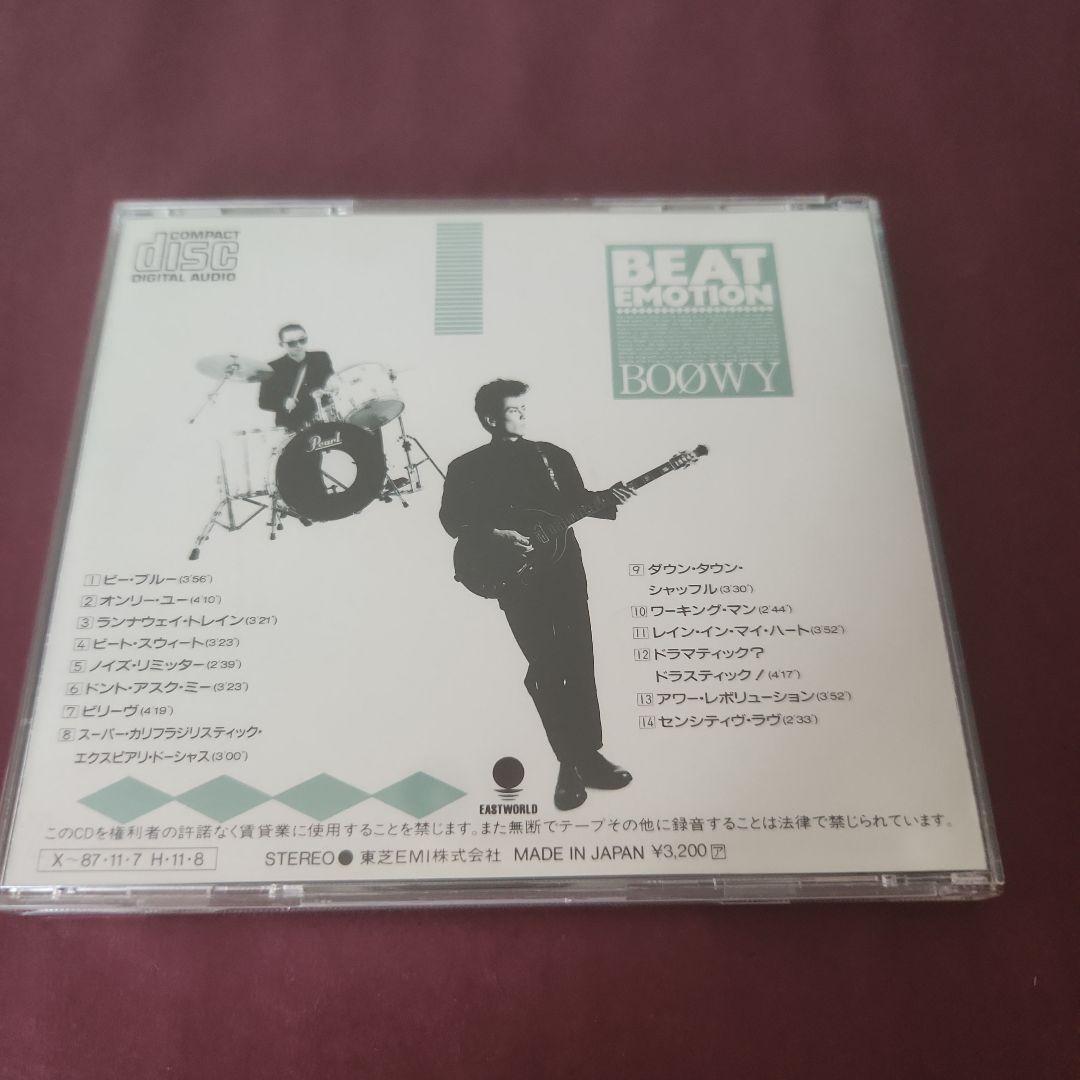 COMPACT
disc
DIGITAL AUDIO
BEAT
EMOTION
BOØWY
Pearl
1 ビー・ブルー(3′56″)
2 オンリー・ユー(4′10″)
3 ランナウェイ・トレイン(3′21″)
4 ビート・スウィート(3′23″)
5 ノイズ・リミッター(2′39″)
6 ドント・アスク・ミー(3′23″)
7 ビリーヴ(4′19″)
8 スーパー・カリフラジリスティック・
エクスピアリ・ドーシャス(3′00″)
9 ダウン・タウン・
シャッフル(3′30″)
10 ワーキング・マン(2′44″)
11 レイン・イン・マイ・ハート(3′52″)
12 ドラマティック?
ドラスティック!(4′17″)
13 アワー・レボリューション(3′52″)
14 センシティヴ・ラヴ(2′33″)
EASTWORLD
このCDを権利者の許諾なく賃貸業に使用することを禁じます。また無断でテープその他に録音することは法律で禁じられています。
X〜87・11・7 H・11・8
STEREO● 東芝EMI株式会社 MADE IN JAPAN ¥3,200 ア